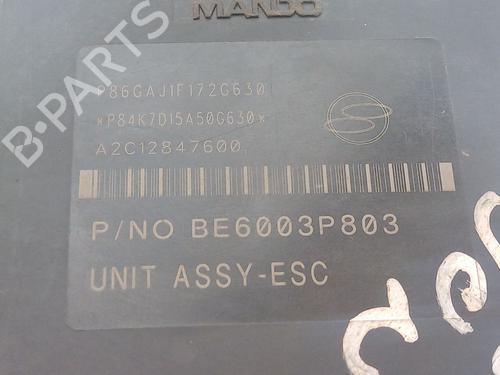 MANDO
P86GAJ1F172G630
*P84K7D15A50G630*
A2C12847600
P/NO BE6003P803
UNIT ASSY-ESC
B-PARTS